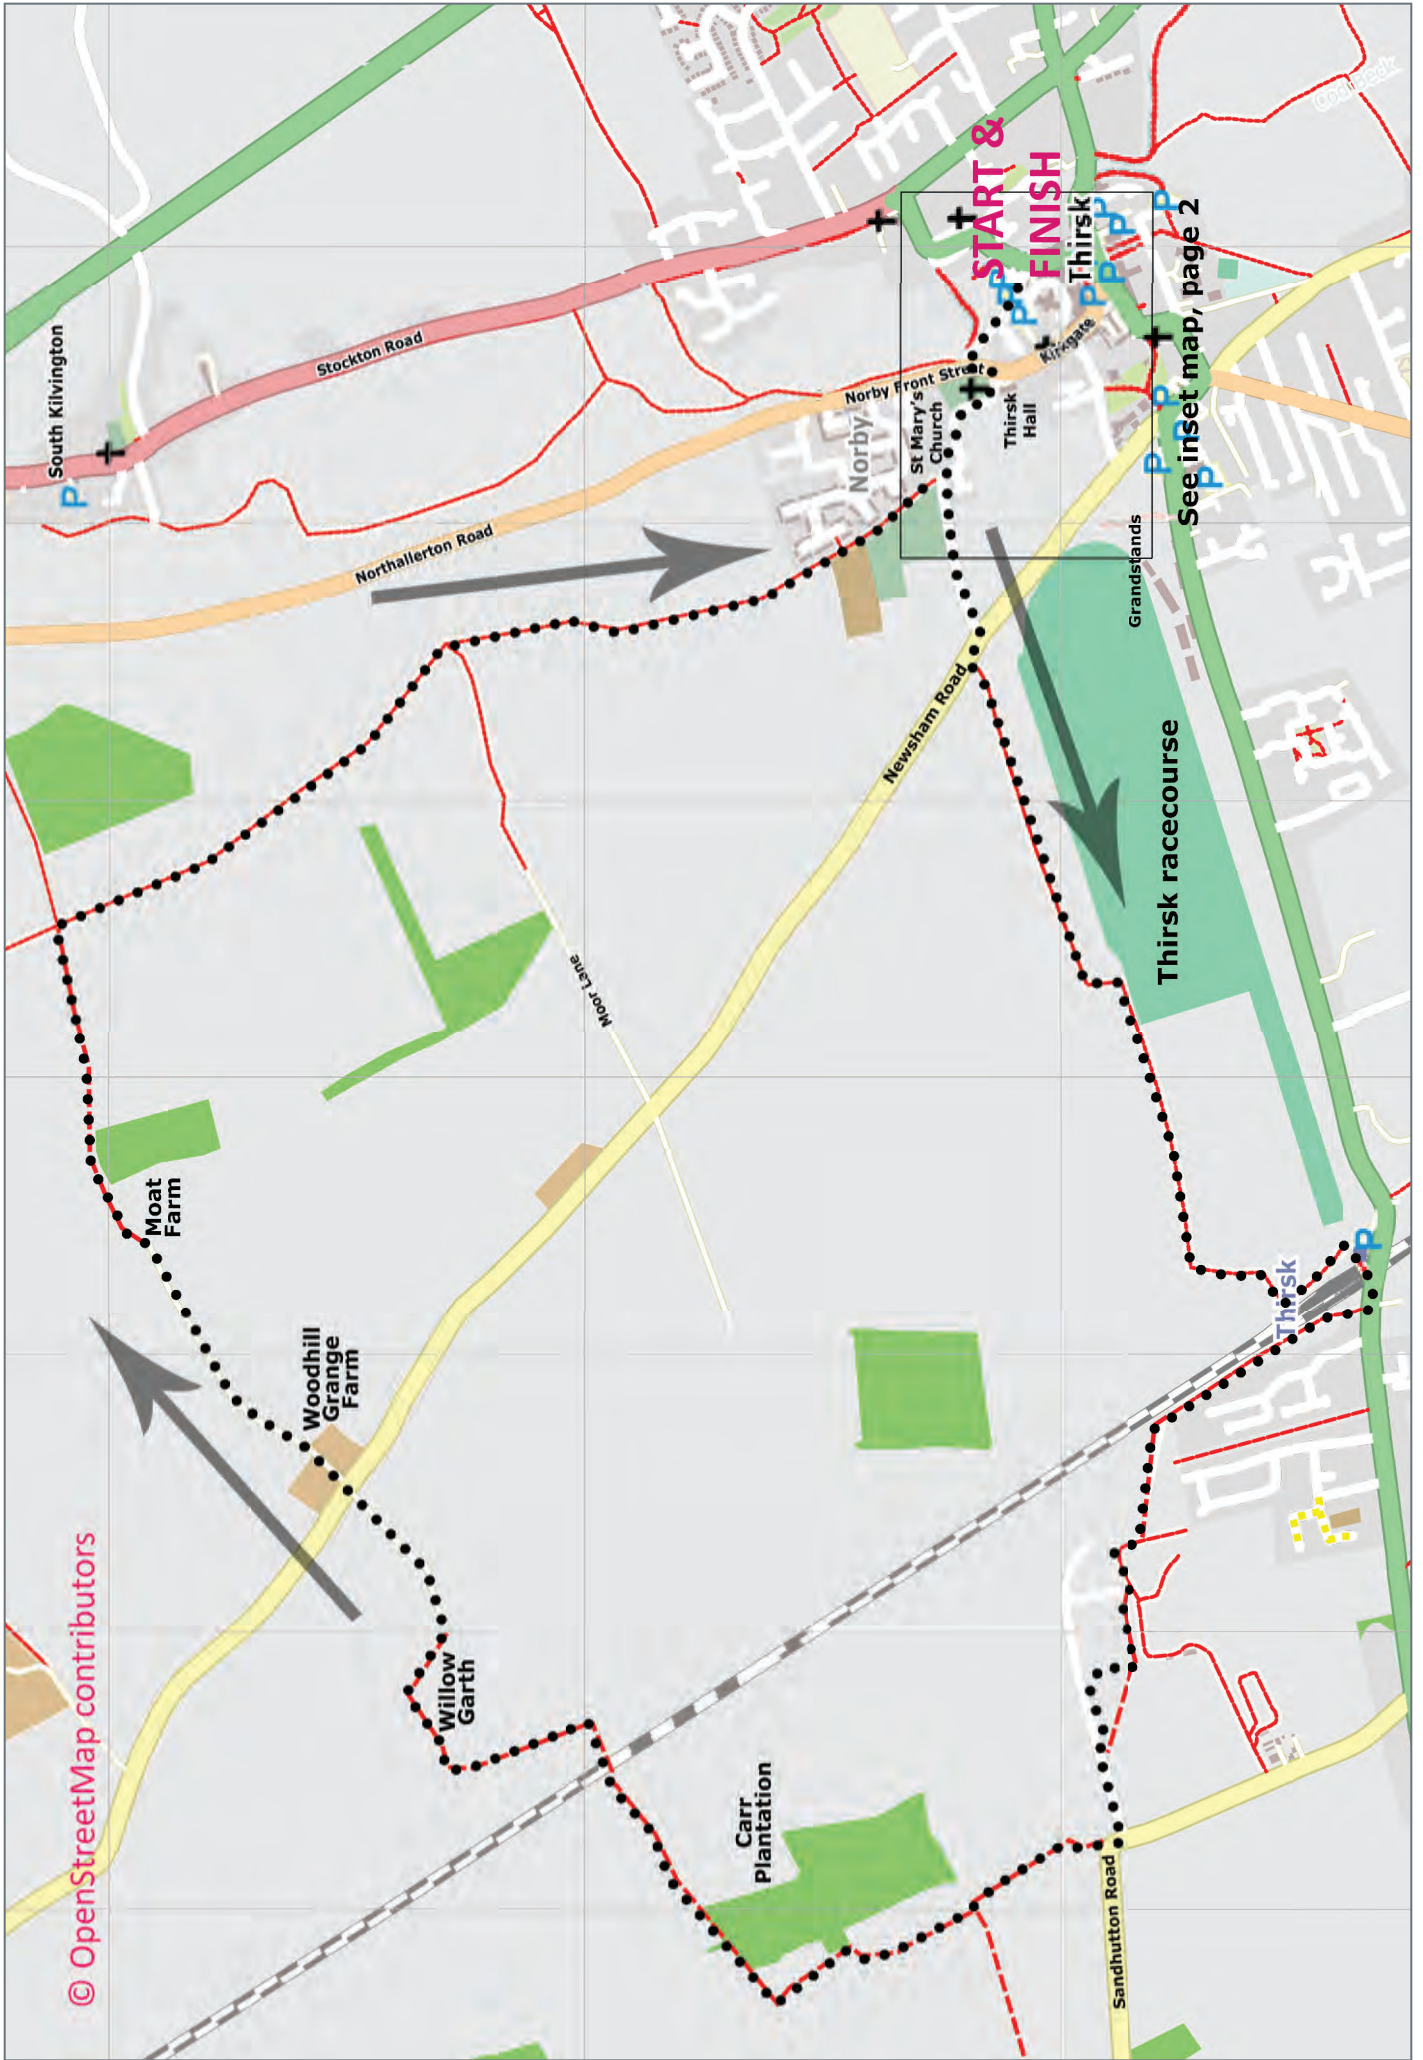 © OpenStreetMap contributors
South Kilvington
P
Stockton Road
Northallerton Road
Norby Front Street
Norby
St Mary's
Church
Thirsk
Hall
Kirkgate
START &
FINISH
Thirsk
P
P
P
P
P
P
P
P
P
P
P
P
See inset map, page 2
Cod Beck
Grandstands
Newsham Road
Thirsk racecourse
Moor Lane
Moat
Farm
Woodhill
Grange
Farm
Willow
Garth
Carr
Plantation
Sandhutton Road
Thirsk
P